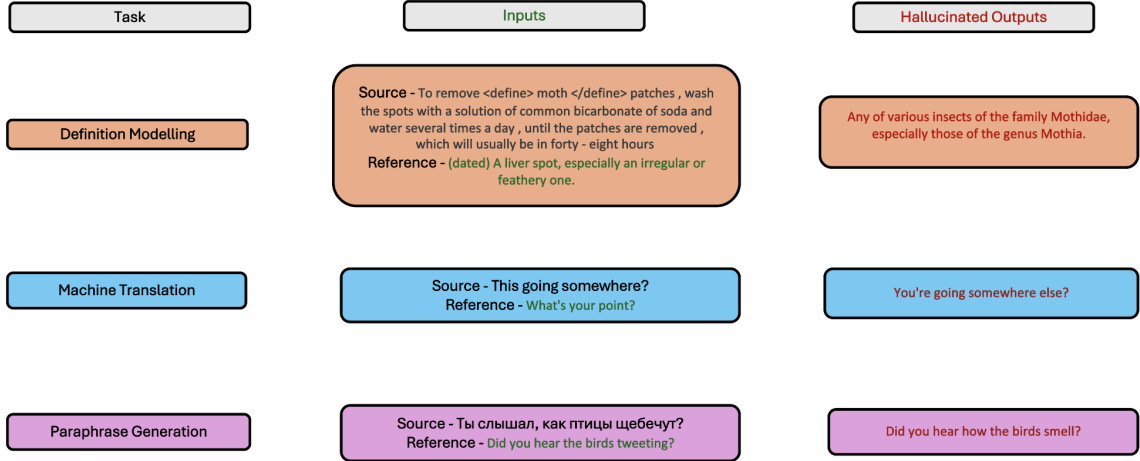 Task
Inputs
Hallucinated Outputs
Definition Modelling
Source - To remove <define> moth </define> patches , wash
the spots with a solution of common bicarbonate of soda and
water several times a day , until the patches are removed ,
which will usually be in forty - eight hours
Reference - (dated) A liver spot, especially an irregular or
feathery one.
Any of various insects of the family Mothidae,
especially those of the genus Mothia.
Machine Translation
Source - This going somewhere?
Reference - What's your point?
You're going somewhere else?
Paraphrase Generation
Source - Ты слышал, как птицы щебечут?
Reference - Did you hear the birds tweeting?
Did you hear how the birds smell?